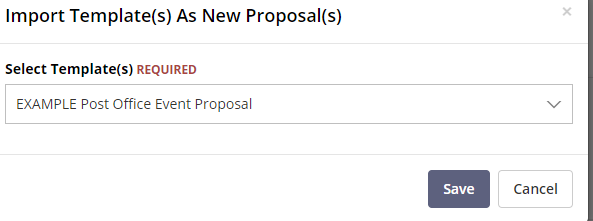 Import Template(s) As New Proposal(s)
×
Select Template(s) REQUIRED
EXAMPLE Post Office Event Proposal
Save Cancel